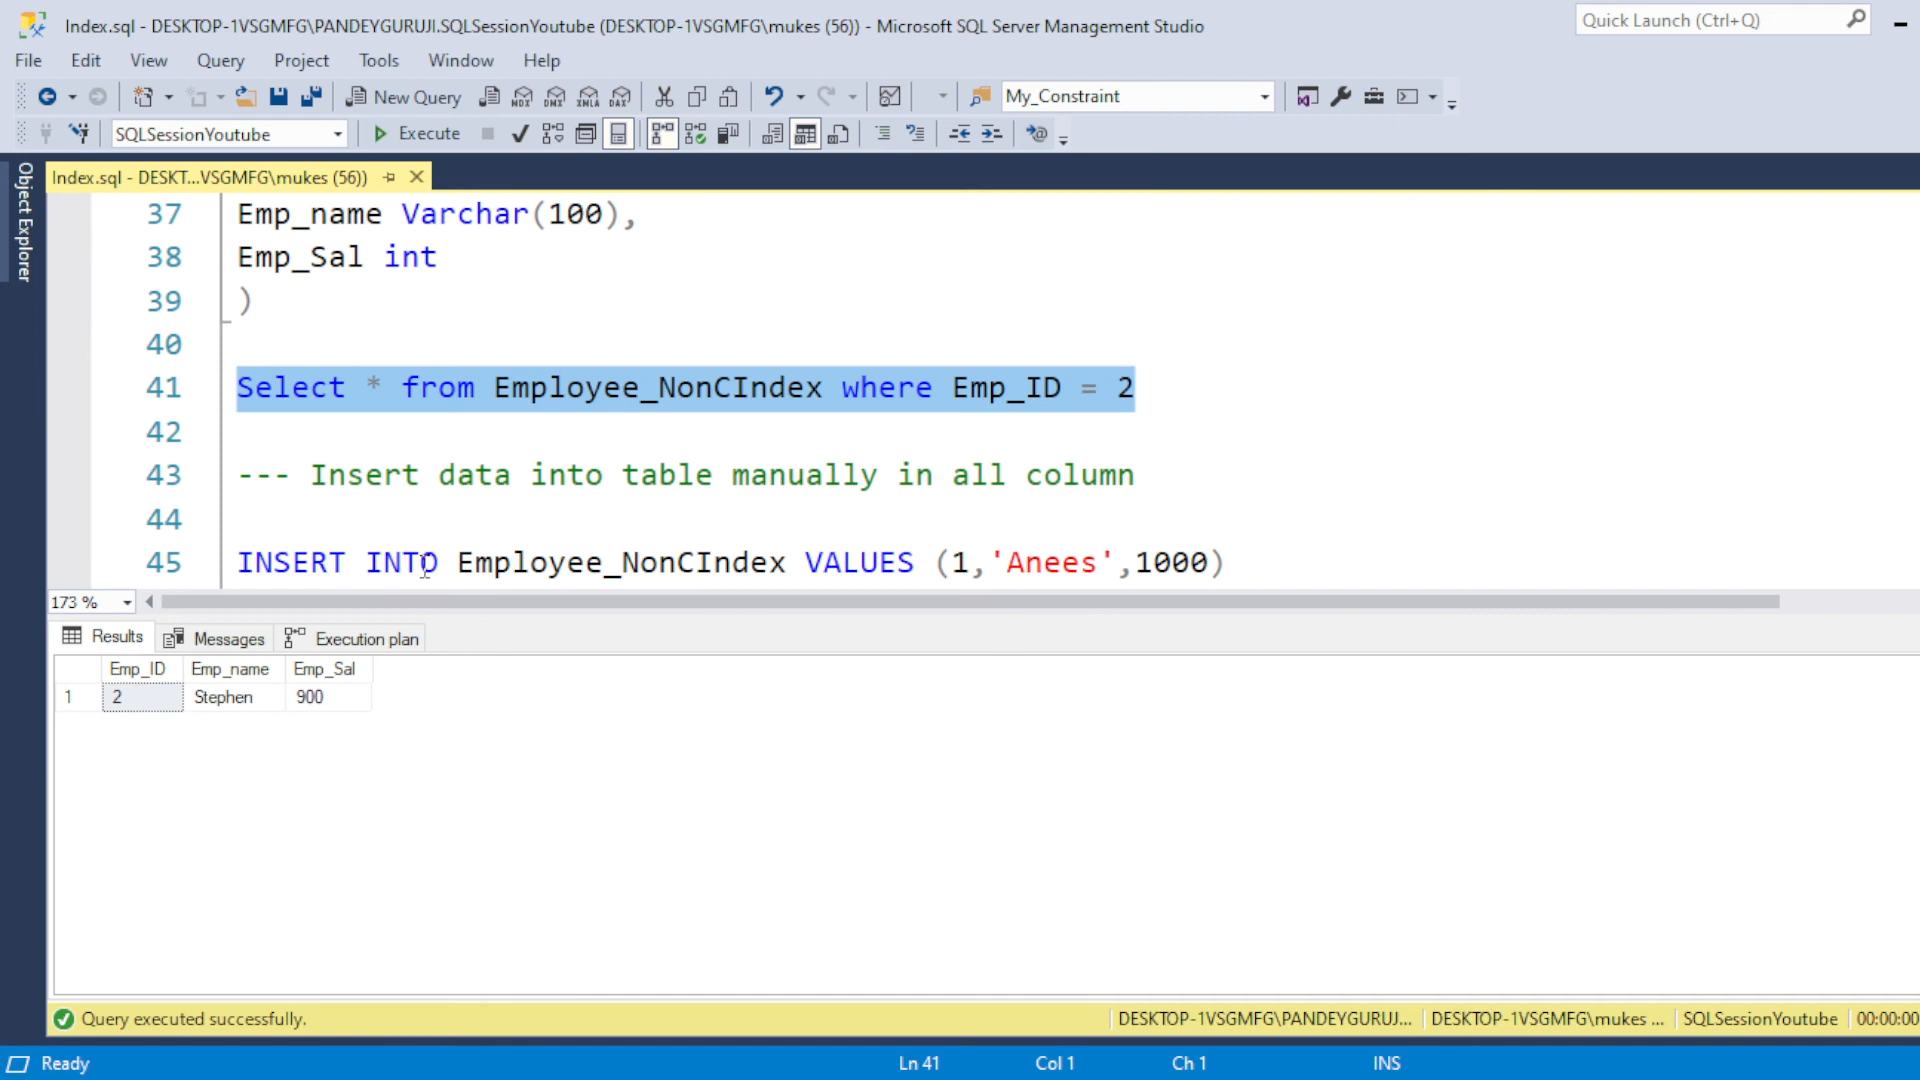 Index.sql - DESKTOP-1VSGMFG\PANDEYGURUJI.SQLSessionYoutube (DESKTOP-1VSGMFG\mukes (56)) - Microsoft SQL Server Management Studio
Quick Launch (Ctrl+Q)
File Edit View Query Project Tools Window Help
New Query MDX DMX XMLA DAX My_Constraint
SQLSessionYoutube Execute
Object Explorer
Index.sql - DESKT...VSGMFG\mukes (56))
37 Emp_name Varchar(100),
38 Emp_Sal int
39 )
40
41 Select * from Employee_NonCIndex where Emp_ID = 2
42
43 --- Insert data into table manually in all column
44
45 INSERT INTO Employee_NonCIndex VALUES (1,'Anees',1000)
173 %
Results Messages Execution plan
Emp_ID Emp_name Emp_Sal
1 2 Stephen 900
Query executed successfully. DESKTOP-1VSGMFG\PANDEYGURUJ... DESKTOP-1VSGMFG\mukes ... SQLSessionYoutube 00:00:00
Ready Ln 41 Col 1 Ch 1 INS